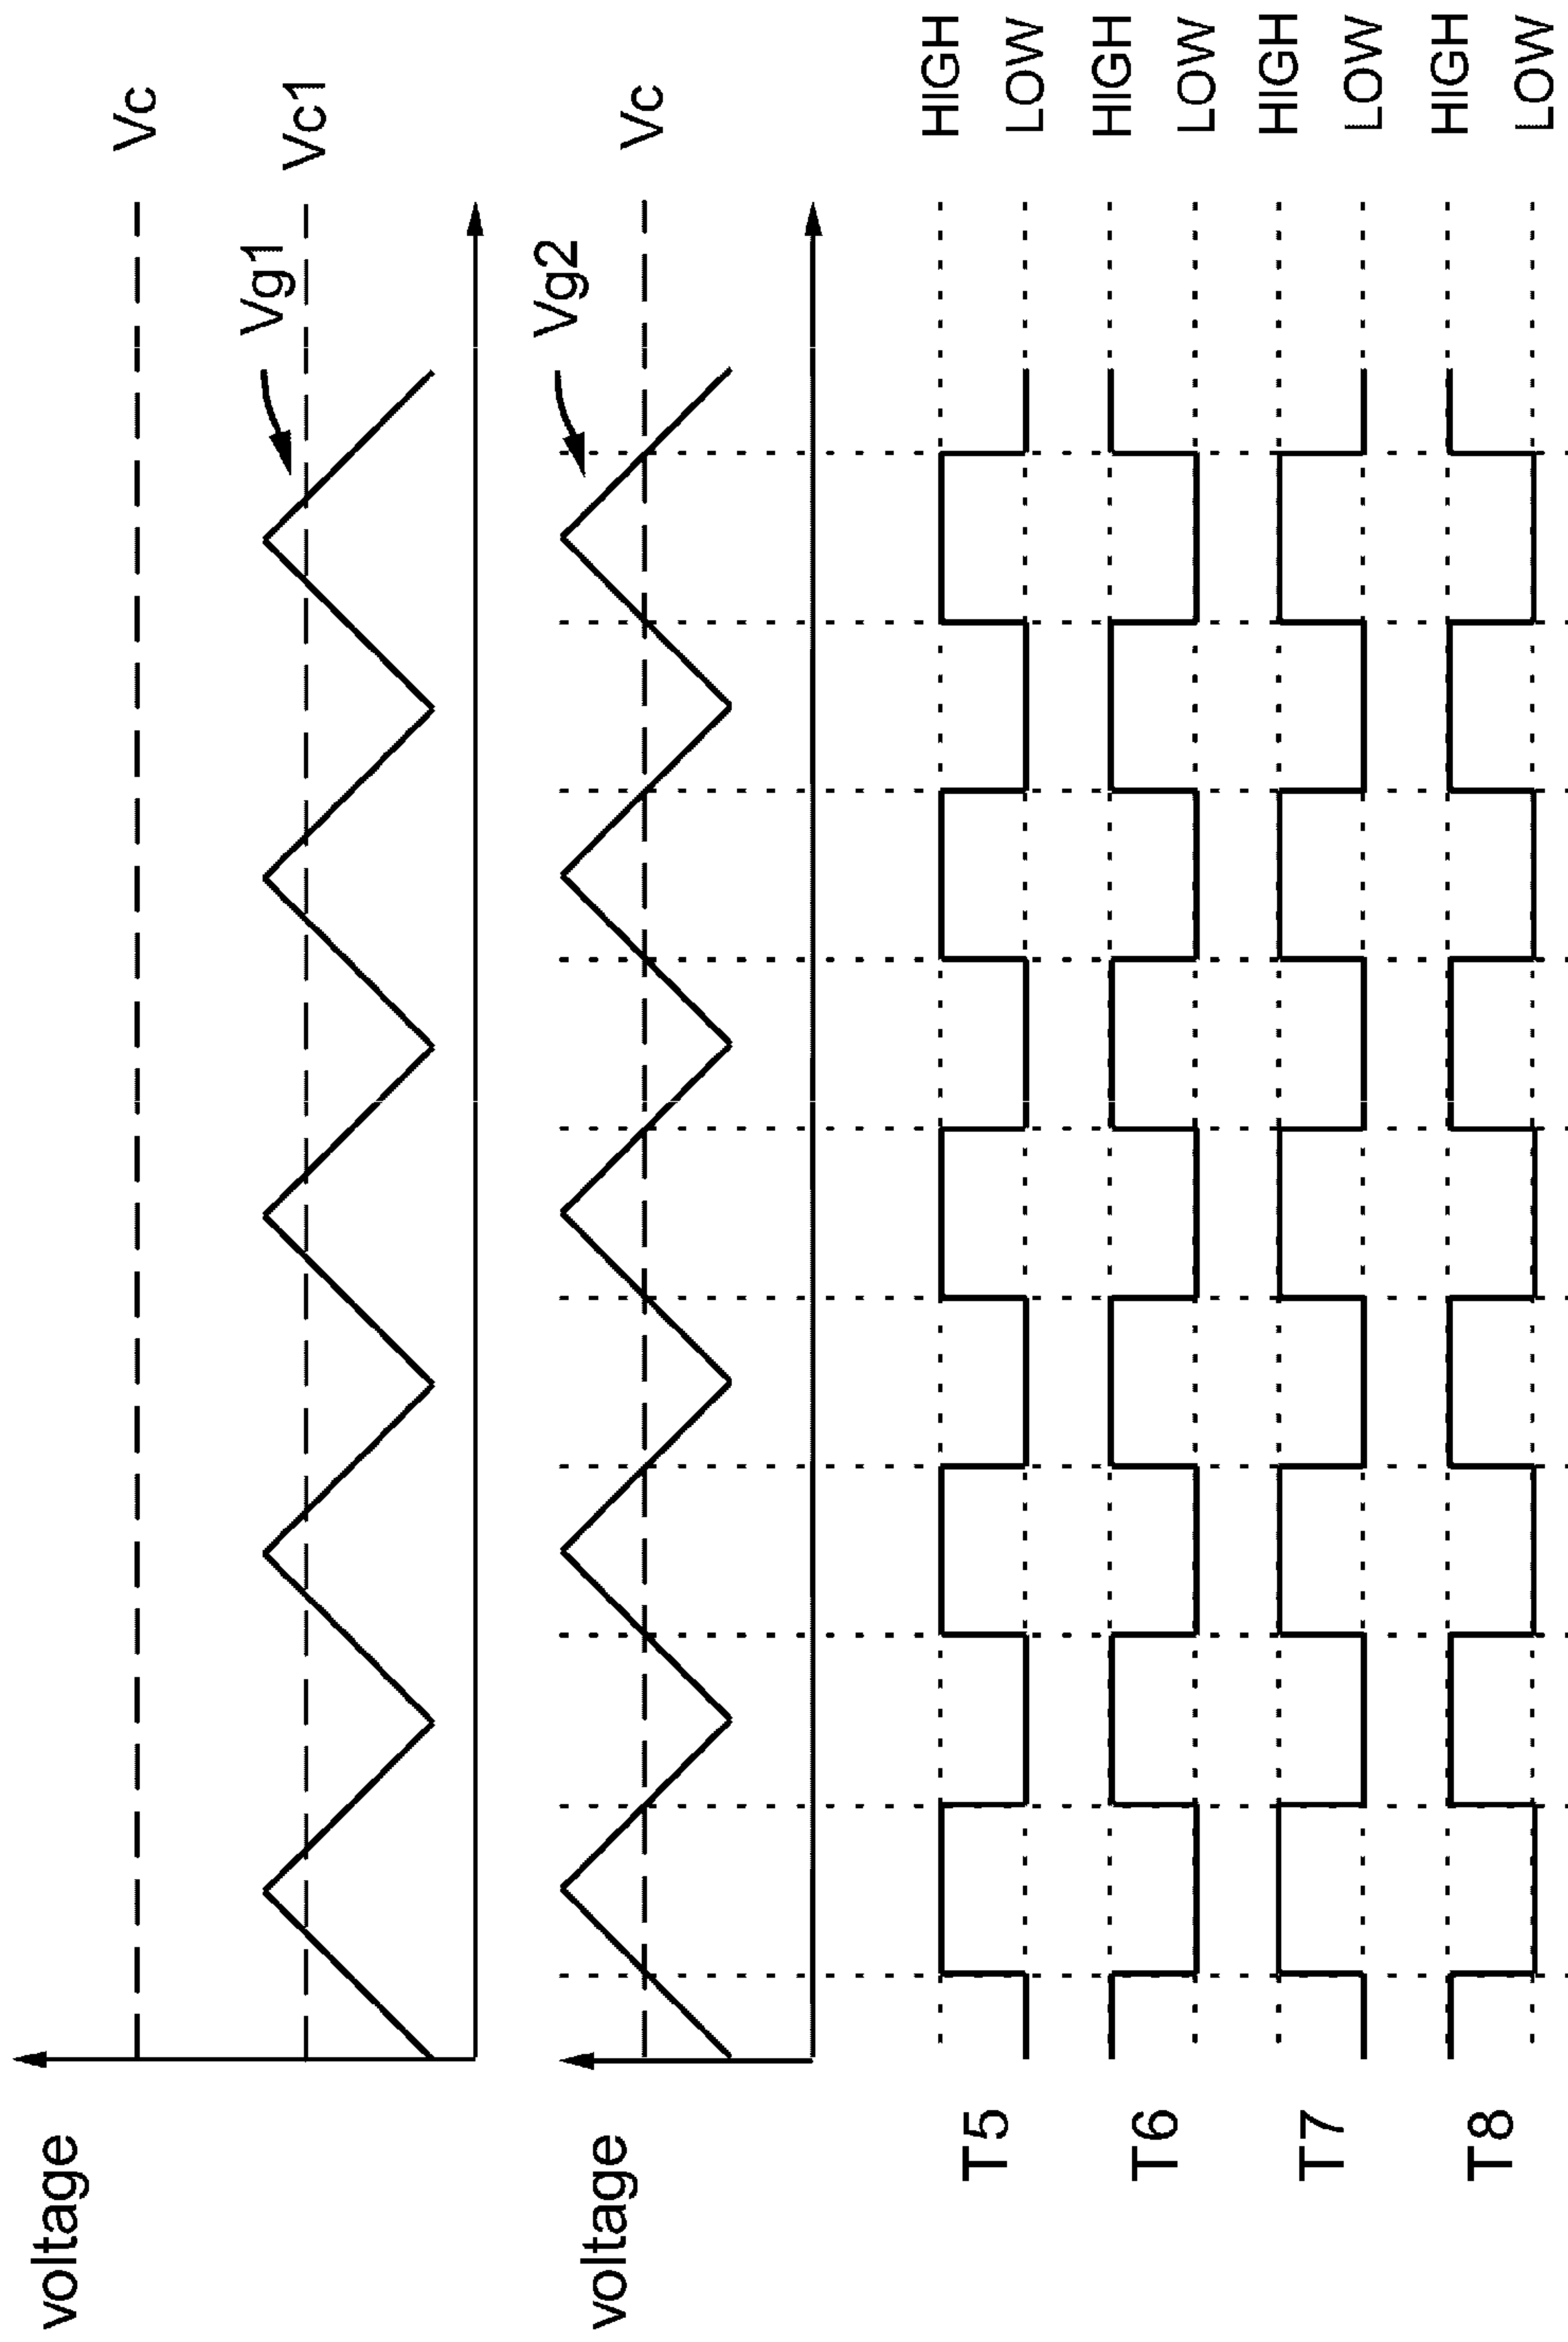 voltage
Vc
Vg1
Vc1
voltage
Vg2
Vc
T5
HIGH
LOW
T6
HIGH
LOW
T7
HIGH
LOW
T8
HIGH
LOW